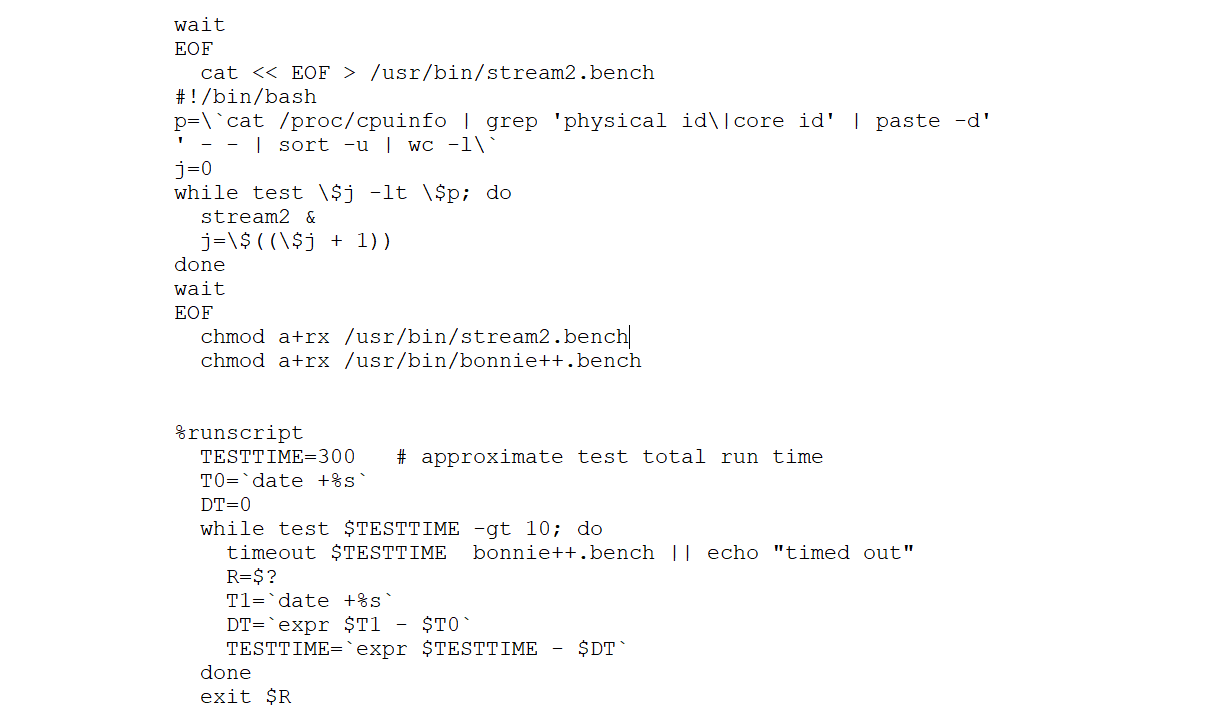 wait
EOF
  cat << EOF > /usr/bin/stream2.bench
#!/bin/bash
p=\`cat /proc/cpuinfo | grep 'physical id\|core id' | paste -d'
' - - | sort -u | wc -l\`
j=0
while test \$j -lt \$p; do
  stream2 &
  j=\$((\$j + 1))
done
wait
EOF
  chmod a+rx /usr/bin/stream2.bench
  chmod a+rx /usr/bin/bonnie++.bench
%runscript
  TESTTIME=300   # approximate test total run time
  T0=`date +%s`
  DT=0
  while test $TESTTIME -gt 10; do
    timeout $TESTTIME  bonnie++.bench || echo "timed out"
    R=$?
    T1=`date +%s`
    DT=`expr $T1 - $T0`
    TESTTIME=`expr $TESTTIME - $DT`
  done
  exit $R